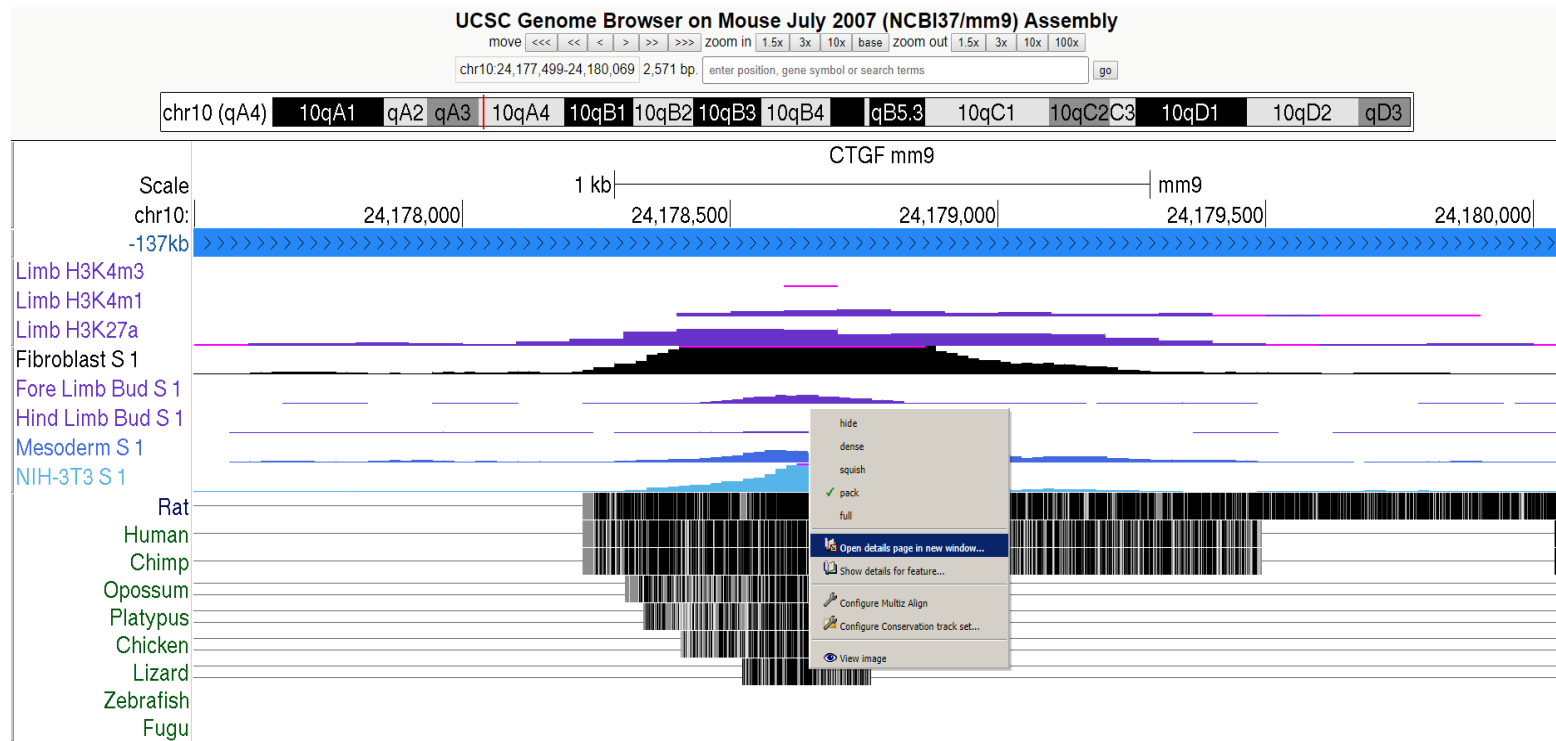 UCSC Genome Browser on Mouse July 2007 (NCBI37/mm9) Assembly
move <<< << < > >> >>> zoom in 1.5x 3x 10x base zoom out 1.5x 3x 10x 100x
chr10:24,177,499-24,180,069 2,571 bp. enter position, gene symbol or search terms go
chr10 (qA4) 10qA1 qA2 qA3 10qA4 10qB1 10qB2 10qB3 10qB4 qB5.3 10qC1 10qC2 C3 10qD1 10qD2 qD3
CTGF mm9
Scale 1 kb mm9
chr10: 24,178,000 24,178,500 24,179,000 24,179,500 24,180,000
-137kb
Limb H3K4m3
Limb H3K4m1
Limb H3K27a
Fibroblast S 1
Fore Limb Bud S 1
Hind Limb Bud S 1
Mesoderm S 1
NIH-3T3 S 1
Rat
Human
Chimp
Opossum
Platypus
Chicken
Lizard
Zebrafish
Fugu
hide
dense
squish
pack
full
Open details page in new window...
Show details for feature...
Configure Multiz Align
Configure Conservation track set...
View image